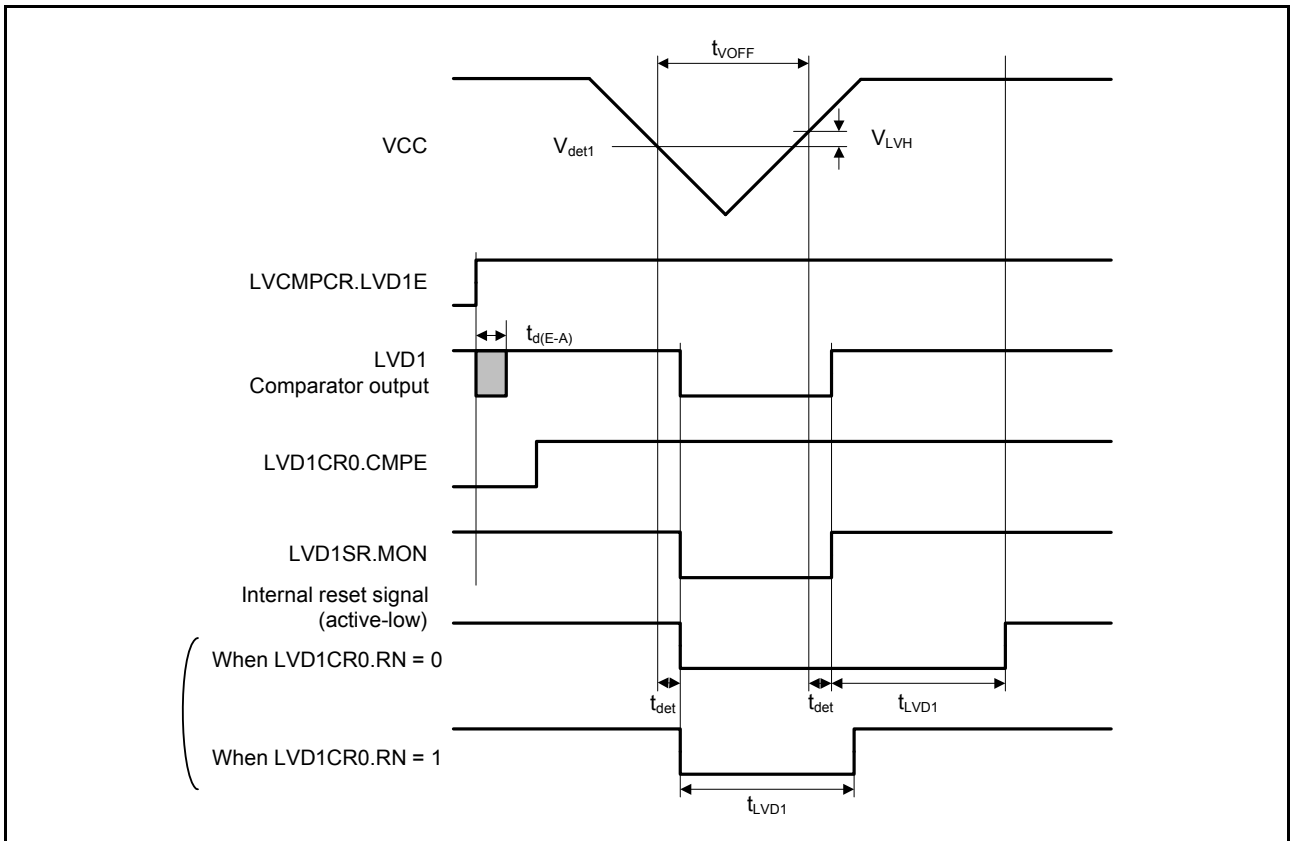 tVOFF
VCC
Vdet1
VLVH
LVCMPCR.LVD1E
td(E-A)
LVD1
Comparator output
LVD1CR0.CMPE
LVD1SR.MON
Internal reset signal
(active-low)
When LVD1CR0.RN = 0
tdet
tdet
tLVD1
When LVD1CR0.RN = 1
tLVD1